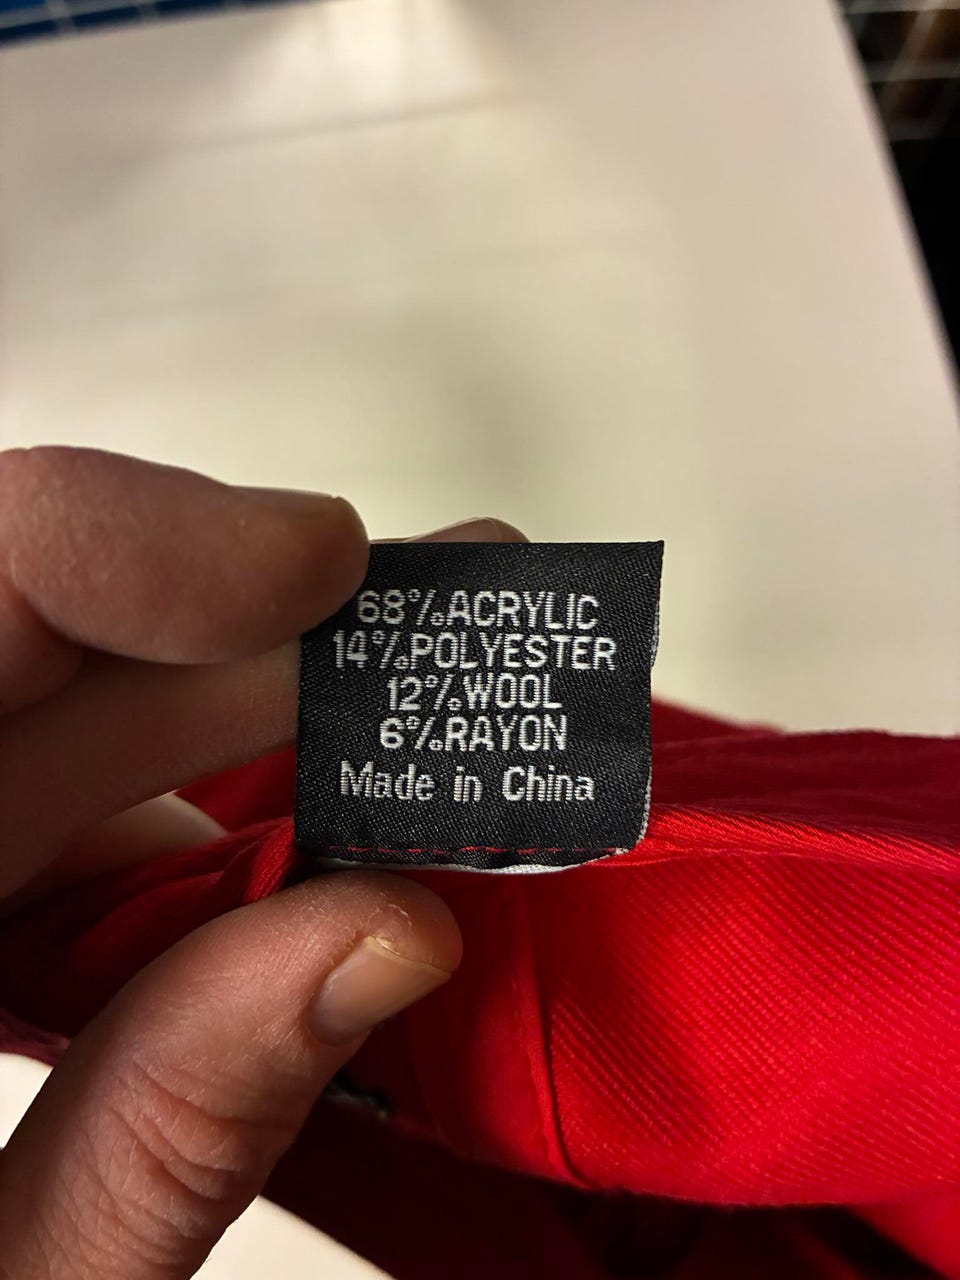 68%ACRYLIC
14%POLYESTER
12%WOOL
6%RAYON
Made in China